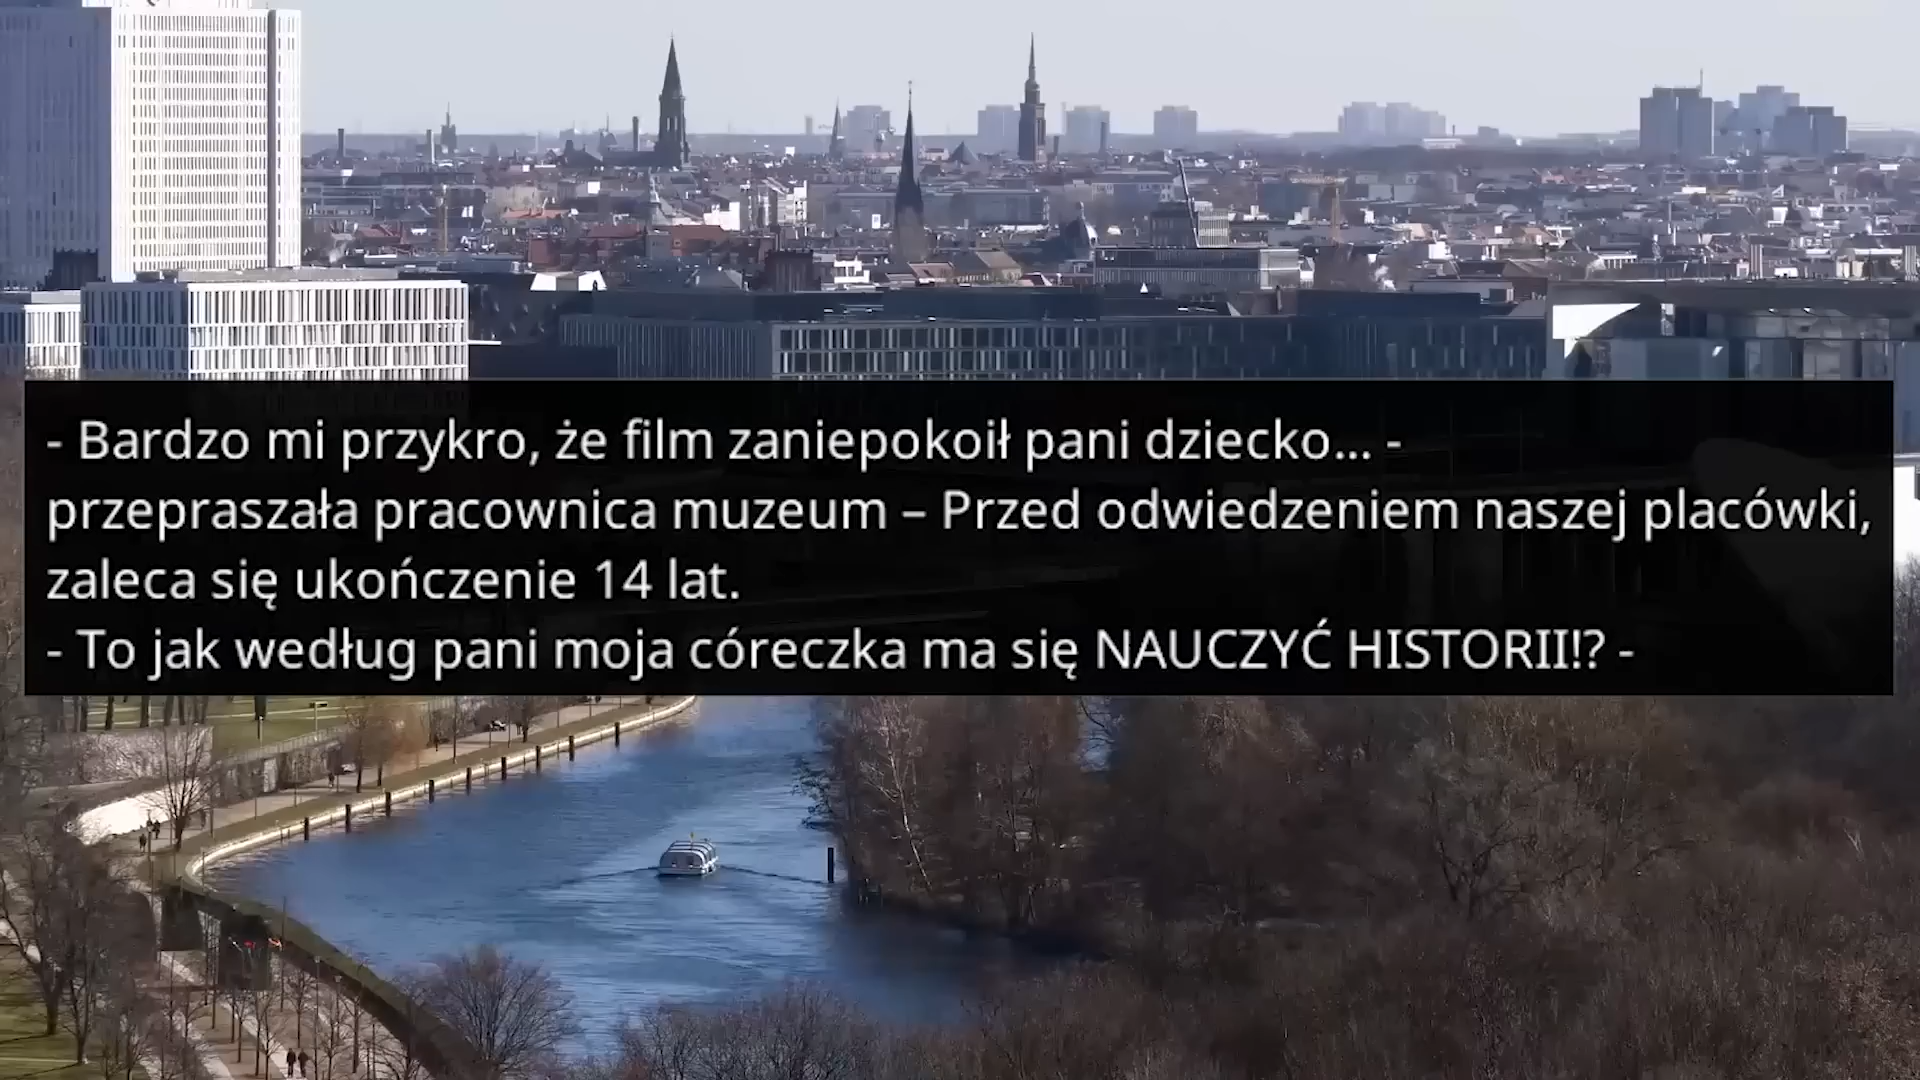 - Bardzo mi przykro, że film zaniepokoił pani dziecko... -
przepraszała pracownica muzeum – Przed odwiedzeniem naszej placówki,
zaleca się ukończenie 14 lat.
- To jak według pani moja córeczka ma się NAUCZYĆ HISTORII!? -